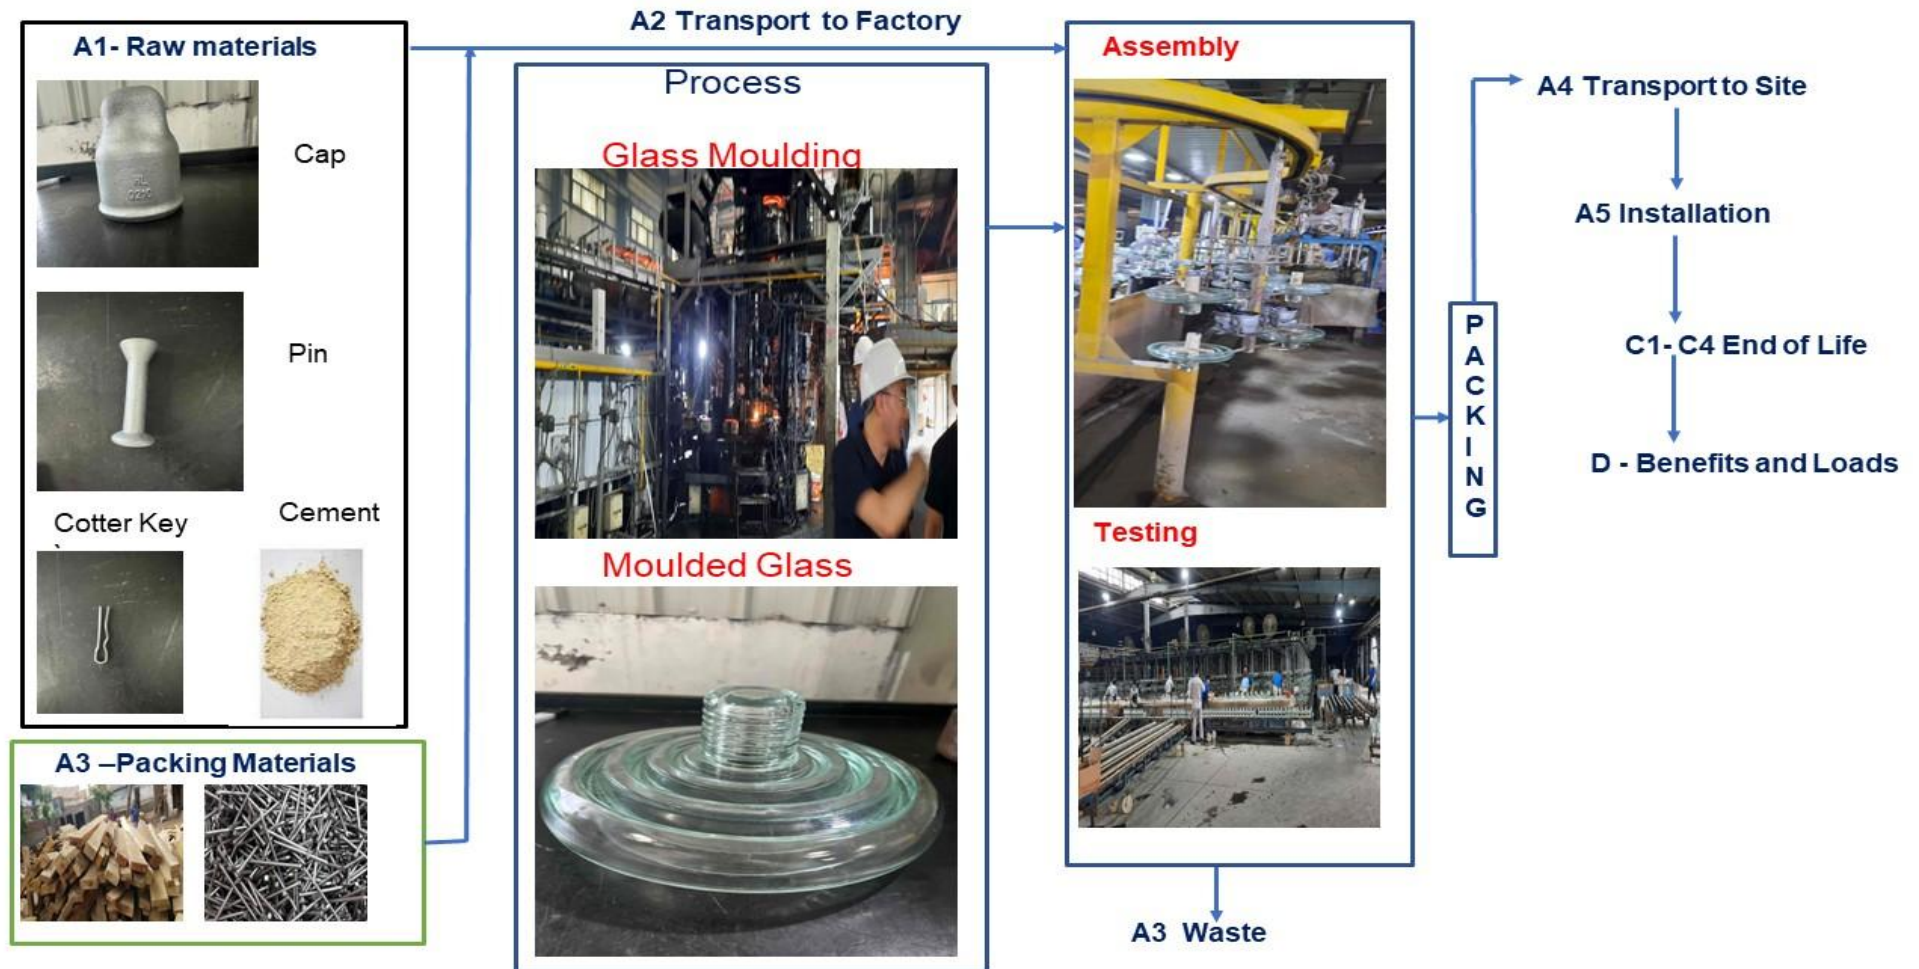 A1- Raw materials
Cap
Pin
Cotter Key
Cement
A3 –Packing Materials
A2 Transport to Factory
Process
Glass Moulding
Moulded Glass
Assembly
Testing
A3 Waste
PACKING
A4 Transport to Site
A5 Installation
C1- C4 End of Life
D - Benefits and Loads